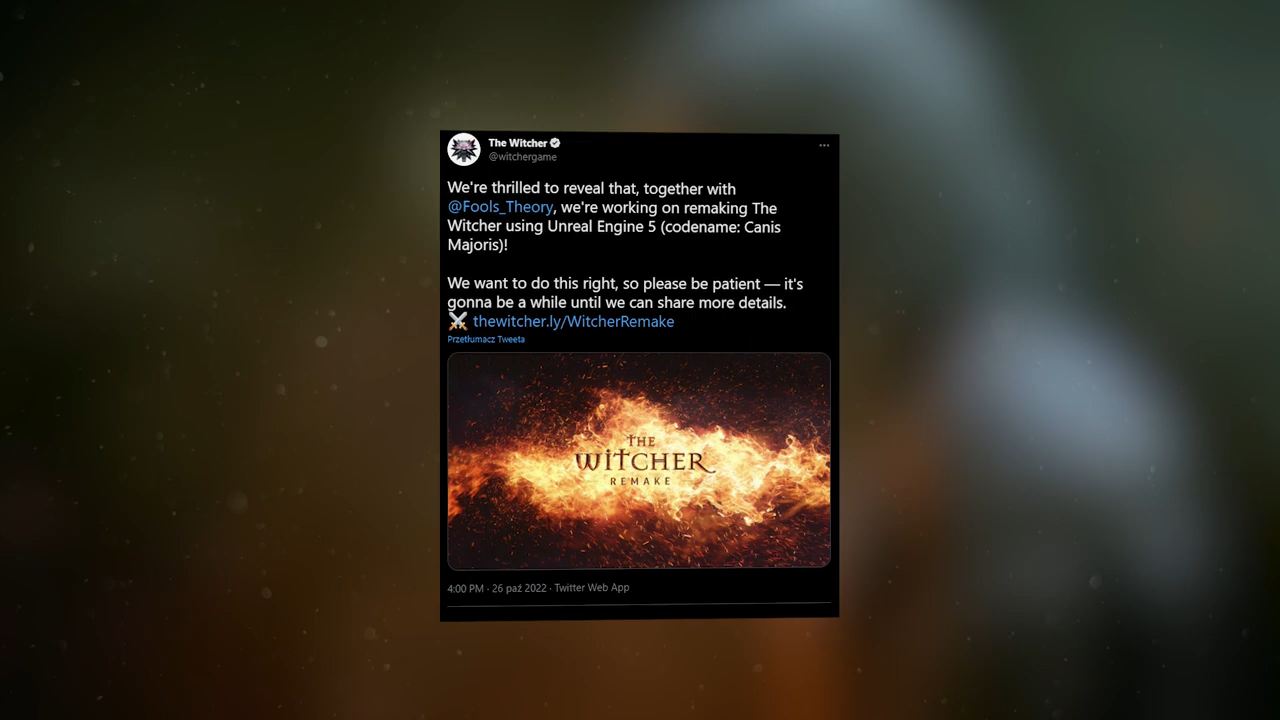 The Witcher
@witchergame
We're thrilled to reveal that, together with
@Fools_Theory, we're working on remaking The
Witcher using Unreal Engine 5 (codename: Canis
Majoris)!
We want to do this right, so please be patient — it's
gonna be a while until we can share more details.
⚔️ thewitcher.ly/WitcherRemake
Przetłumacz Tweeta
THE
WITCHER
REMAKE
4:00 PM · 26 paź 2022 · Twitter Web App